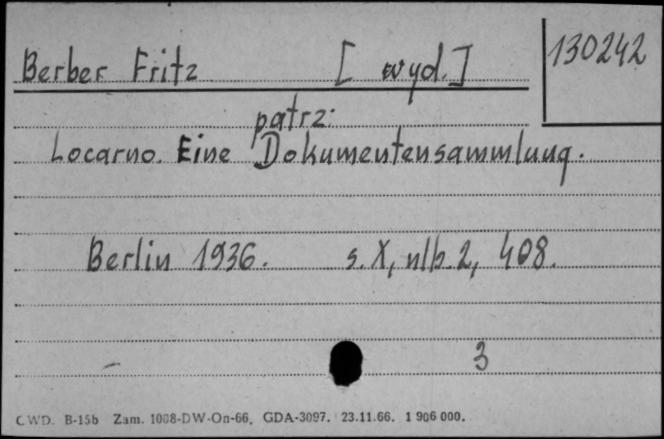 130242
Berber Fritz [wyd.]
patrz:
Locarno. Eine Dokumentensammlung.
Berlin 1936. s. X, nlb. 2, 408.
3
CWD. B-15b Zam. 1008-DW-On-66. GDA-3097. 23.11.66. 1 906 000.